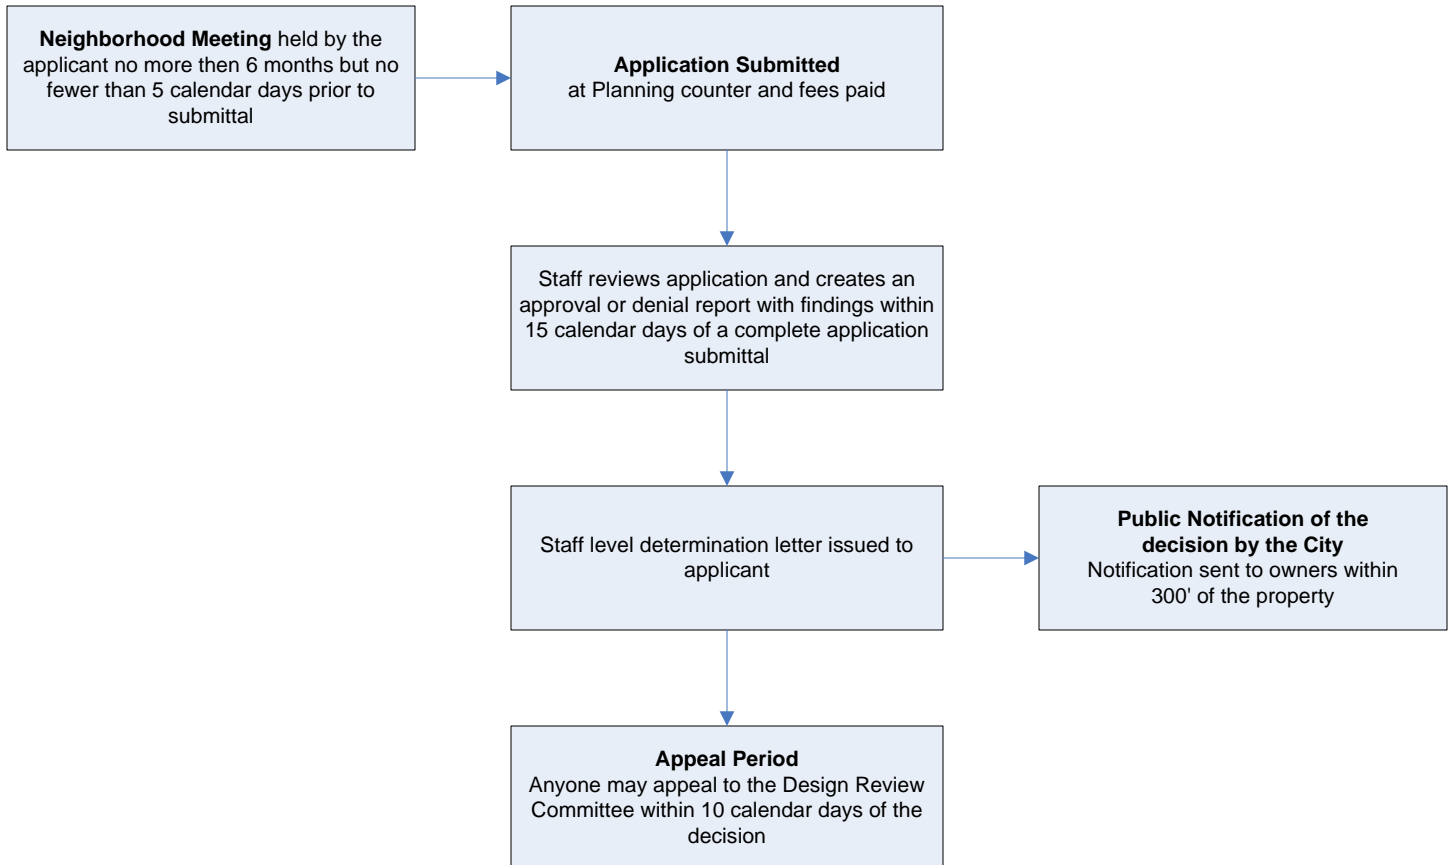 Neighborhood Meeting held by the
applicant no more then 6 months but no
fewer than 5 calendar days prior to
submittal
Application Submitted
at Planning counter and fees paid
Staff reviews application and creates an
approval or denial report with findings within
15 calendar days of a complete application
submittal
Staff level determination letter issued to
applicant
Public Notification of the
decision by the City
Notification sent to owners within
300' of the property
Appeal Period
Anyone may appeal to the Design Review
Committee within 10 calendar days of the
decision